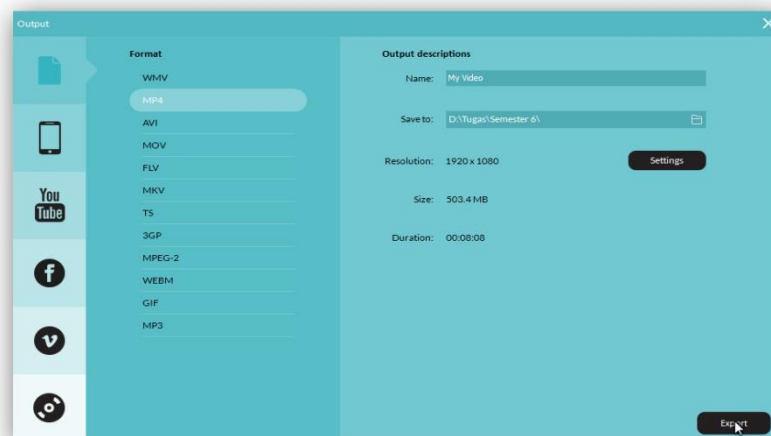 Output
Format
WMV
MP4
AVI
MOV
FLV
MKV
TS
3GP
MPEG-2
WEBM
GIF
MP3
You
Tube
Output descriptions
Name: My Video
Save to: D:\Tugas\Semester 6\
Resolution: 1920 x 1080 Settings
Size: 503.4 MB
Duration: 00:08:08
Export